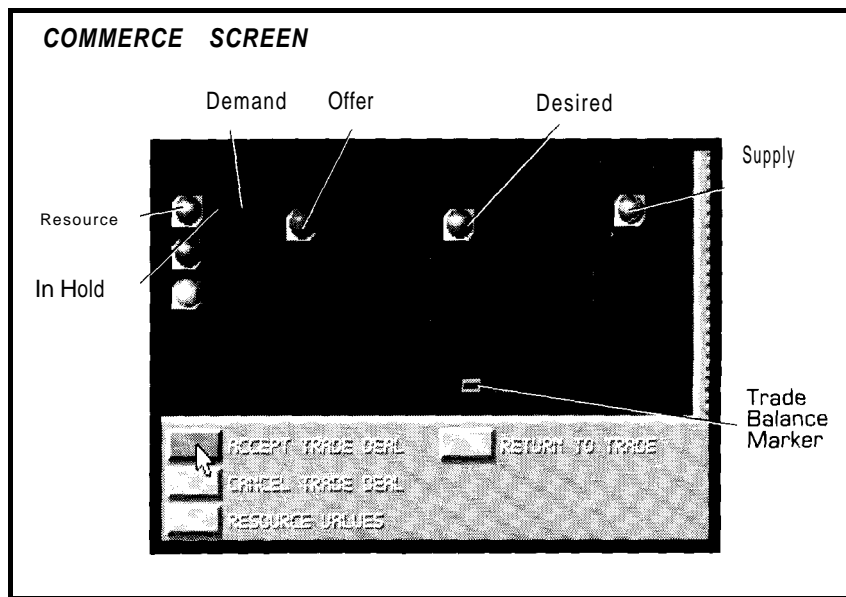 COMMERCE SCREEN
Demand Offer Desired
Supply
Resource
In Hold
Trade
Balance
Marker
ACCEPT TRADE DEAL RETURN TO TRADE
CANCEL TRADE DEAL
RESOURCE VALUES